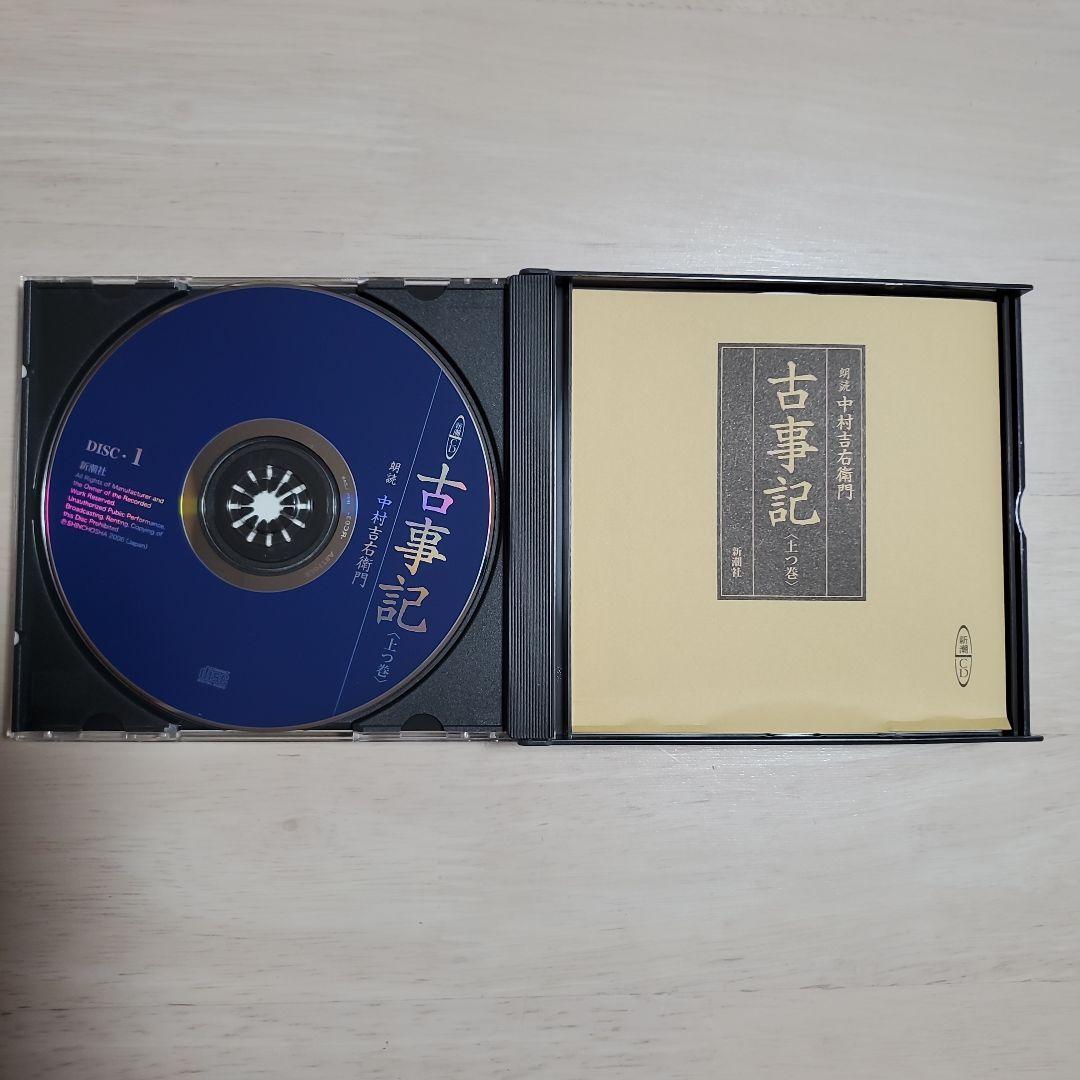 DISC・1
新潮社
All Rights of Manufacturer and
the Owner of the Recorded
Work Reserved.
Unauthorized Public Performance,
Broadcasting, Renting, Copying of
this Disc Prohibited
Ⓟ SHINCHOSHA 2006 (Japan)
新潮CD
古事記〈上つ巻〉
朗読 中村吉右衛門
朗読 中村吉右衛門
古事記〈上つ巻〉
新潮社
新潮CD